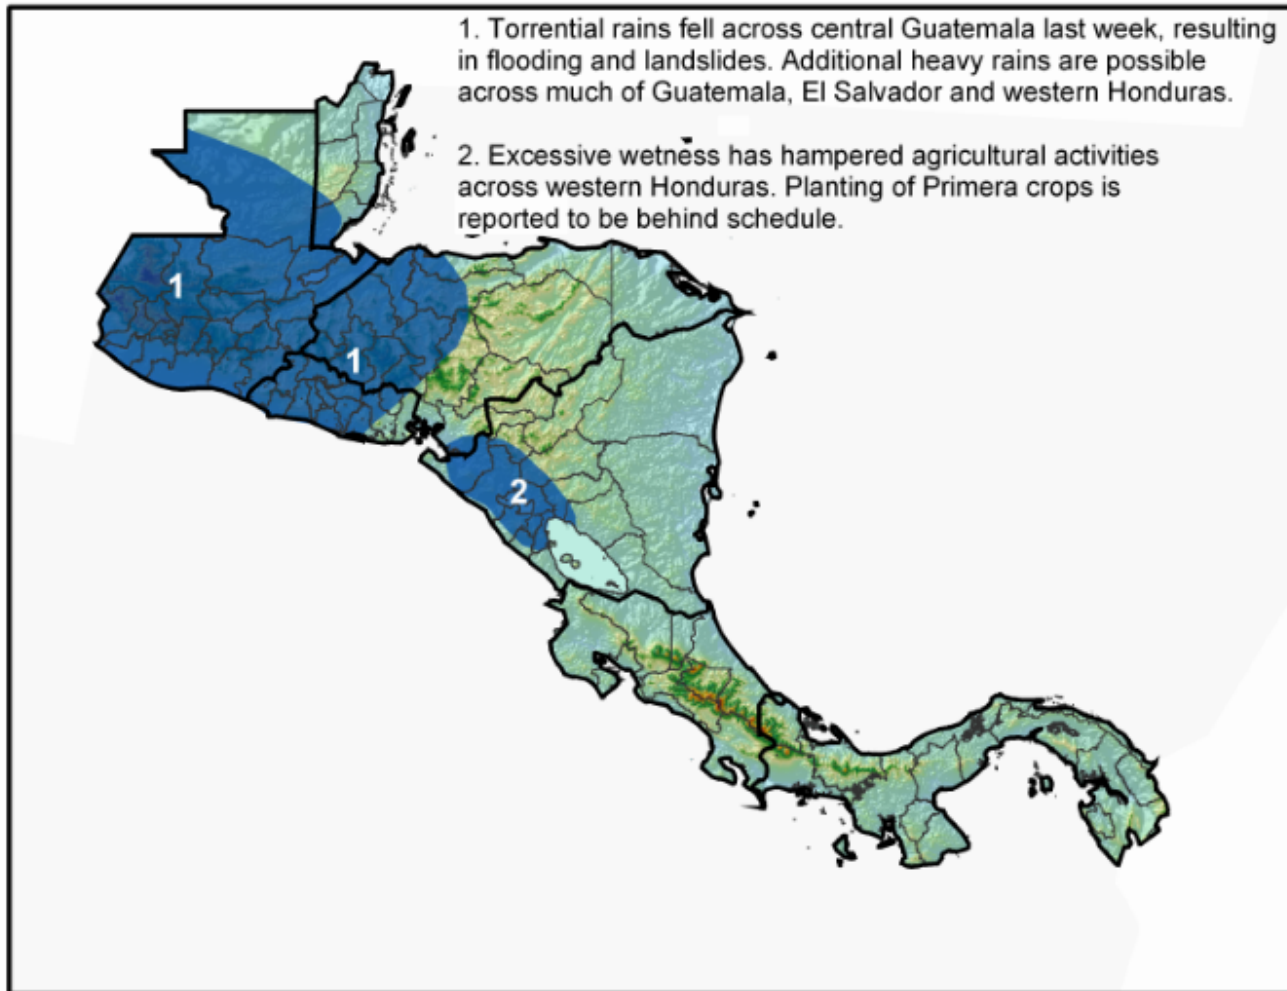 1. Torrential rains fell across central Guatemala last week, resulting
in flooding and landslides. Additional heavy rains are possible
across much of Guatemala, El Salvador and western Honduras.
2. Excessive wetness has hampered agricultural activities
across western Honduras. Planting of Primera crops is
reported to be behind schedule.
1
1
2